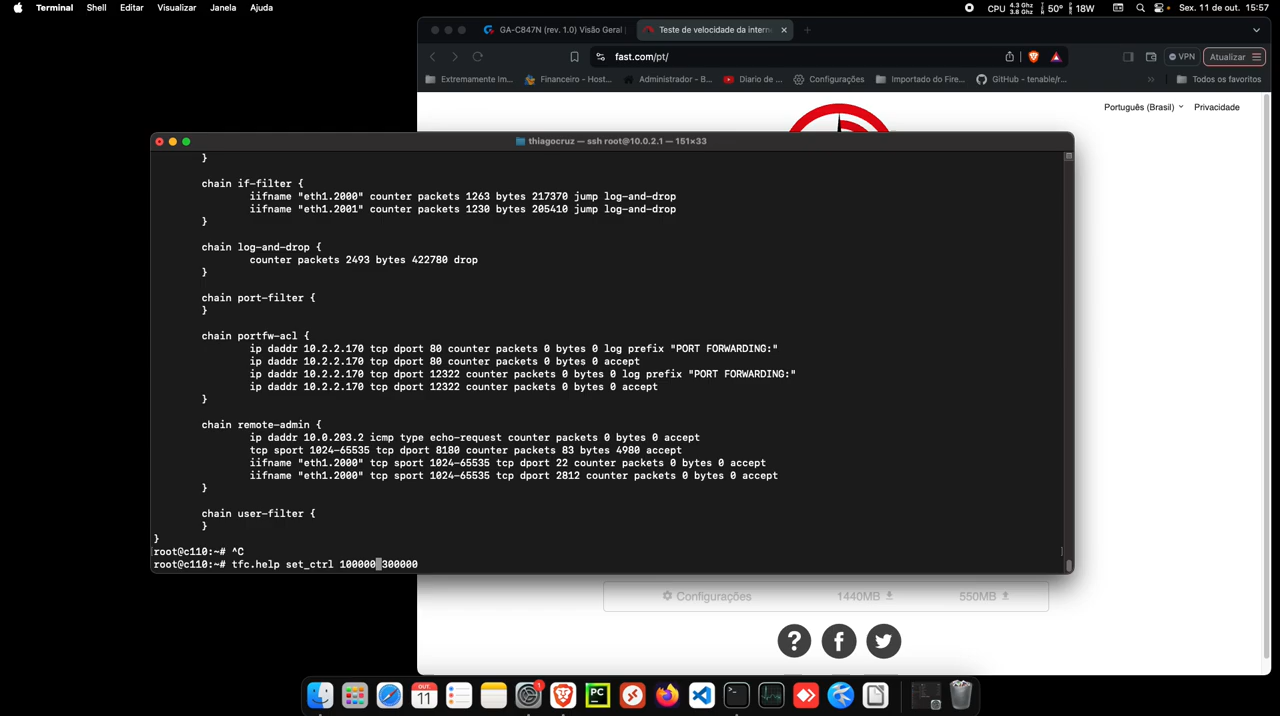 Terminal Shell Editar Visualizar Janela Ajuda CPU 4.3 Ghz 3.8 Ghz 50° 18W Sex. 11 de out. 15:57
GA-C847N (rev. 1.0) Visão Geral Teste de velocidade da intern
fast.com/pt/ VPN Atualizar
Extremamente Im... Financeiro - Host... Administrador - B... Diario de ... Configurações Importado do Fire... GitHub - tenable/r... Todos os favoritos
Português (Brasil) Privacidade
thiagocruz — ssh root@10.0.2.1 — 151×33
}
chain if-filter {
iifname "eth1.2000" counter packets 1263 bytes 217370 jump log-and-drop
iifname "eth1.2001" counter packets 1230 bytes 205410 jump log-and-drop
}
chain log-and-drop {
counter packets 2493 bytes 422780 drop
}
chain port-filter {
}
chain portfw-acl {
ip daddr 10.2.2.170 tcp dport 80 counter packets 0 bytes 0 log prefix "PORT FORWARDING:"
ip daddr 10.2.2.170 tcp dport 80 counter packets 0 bytes 0 accept
ip daddr 10.2.2.170 tcp dport 12322 counter packets 0 bytes 0 log prefix "PORT FORWARDING:"
ip daddr 10.2.2.170 tcp dport 12322 counter packets 0 bytes 0 accept
}
chain remote-admin {
ip daddr 10.0.203.2 icmp type echo-request counter packets 0 bytes 0 accept
tcp sport 1024-65535 tcp dport 8180 counter packets 83 bytes 4980 accept
iifname "eth1.2000" tcp sport 1024-65535 tcp dport 22 counter packets 0 bytes 0 accept
iifname "eth1.2000" tcp sport 1024-65535 tcp dport 2812 counter packets 0 bytes 0 accept
}
chain user-filter {
}
}
root@c110:~# ^C
root@c110:~# tfc.help set_ctrl 100000 300000
Configurações 1440MB 550MB
? f
OUT. 11 1 PC